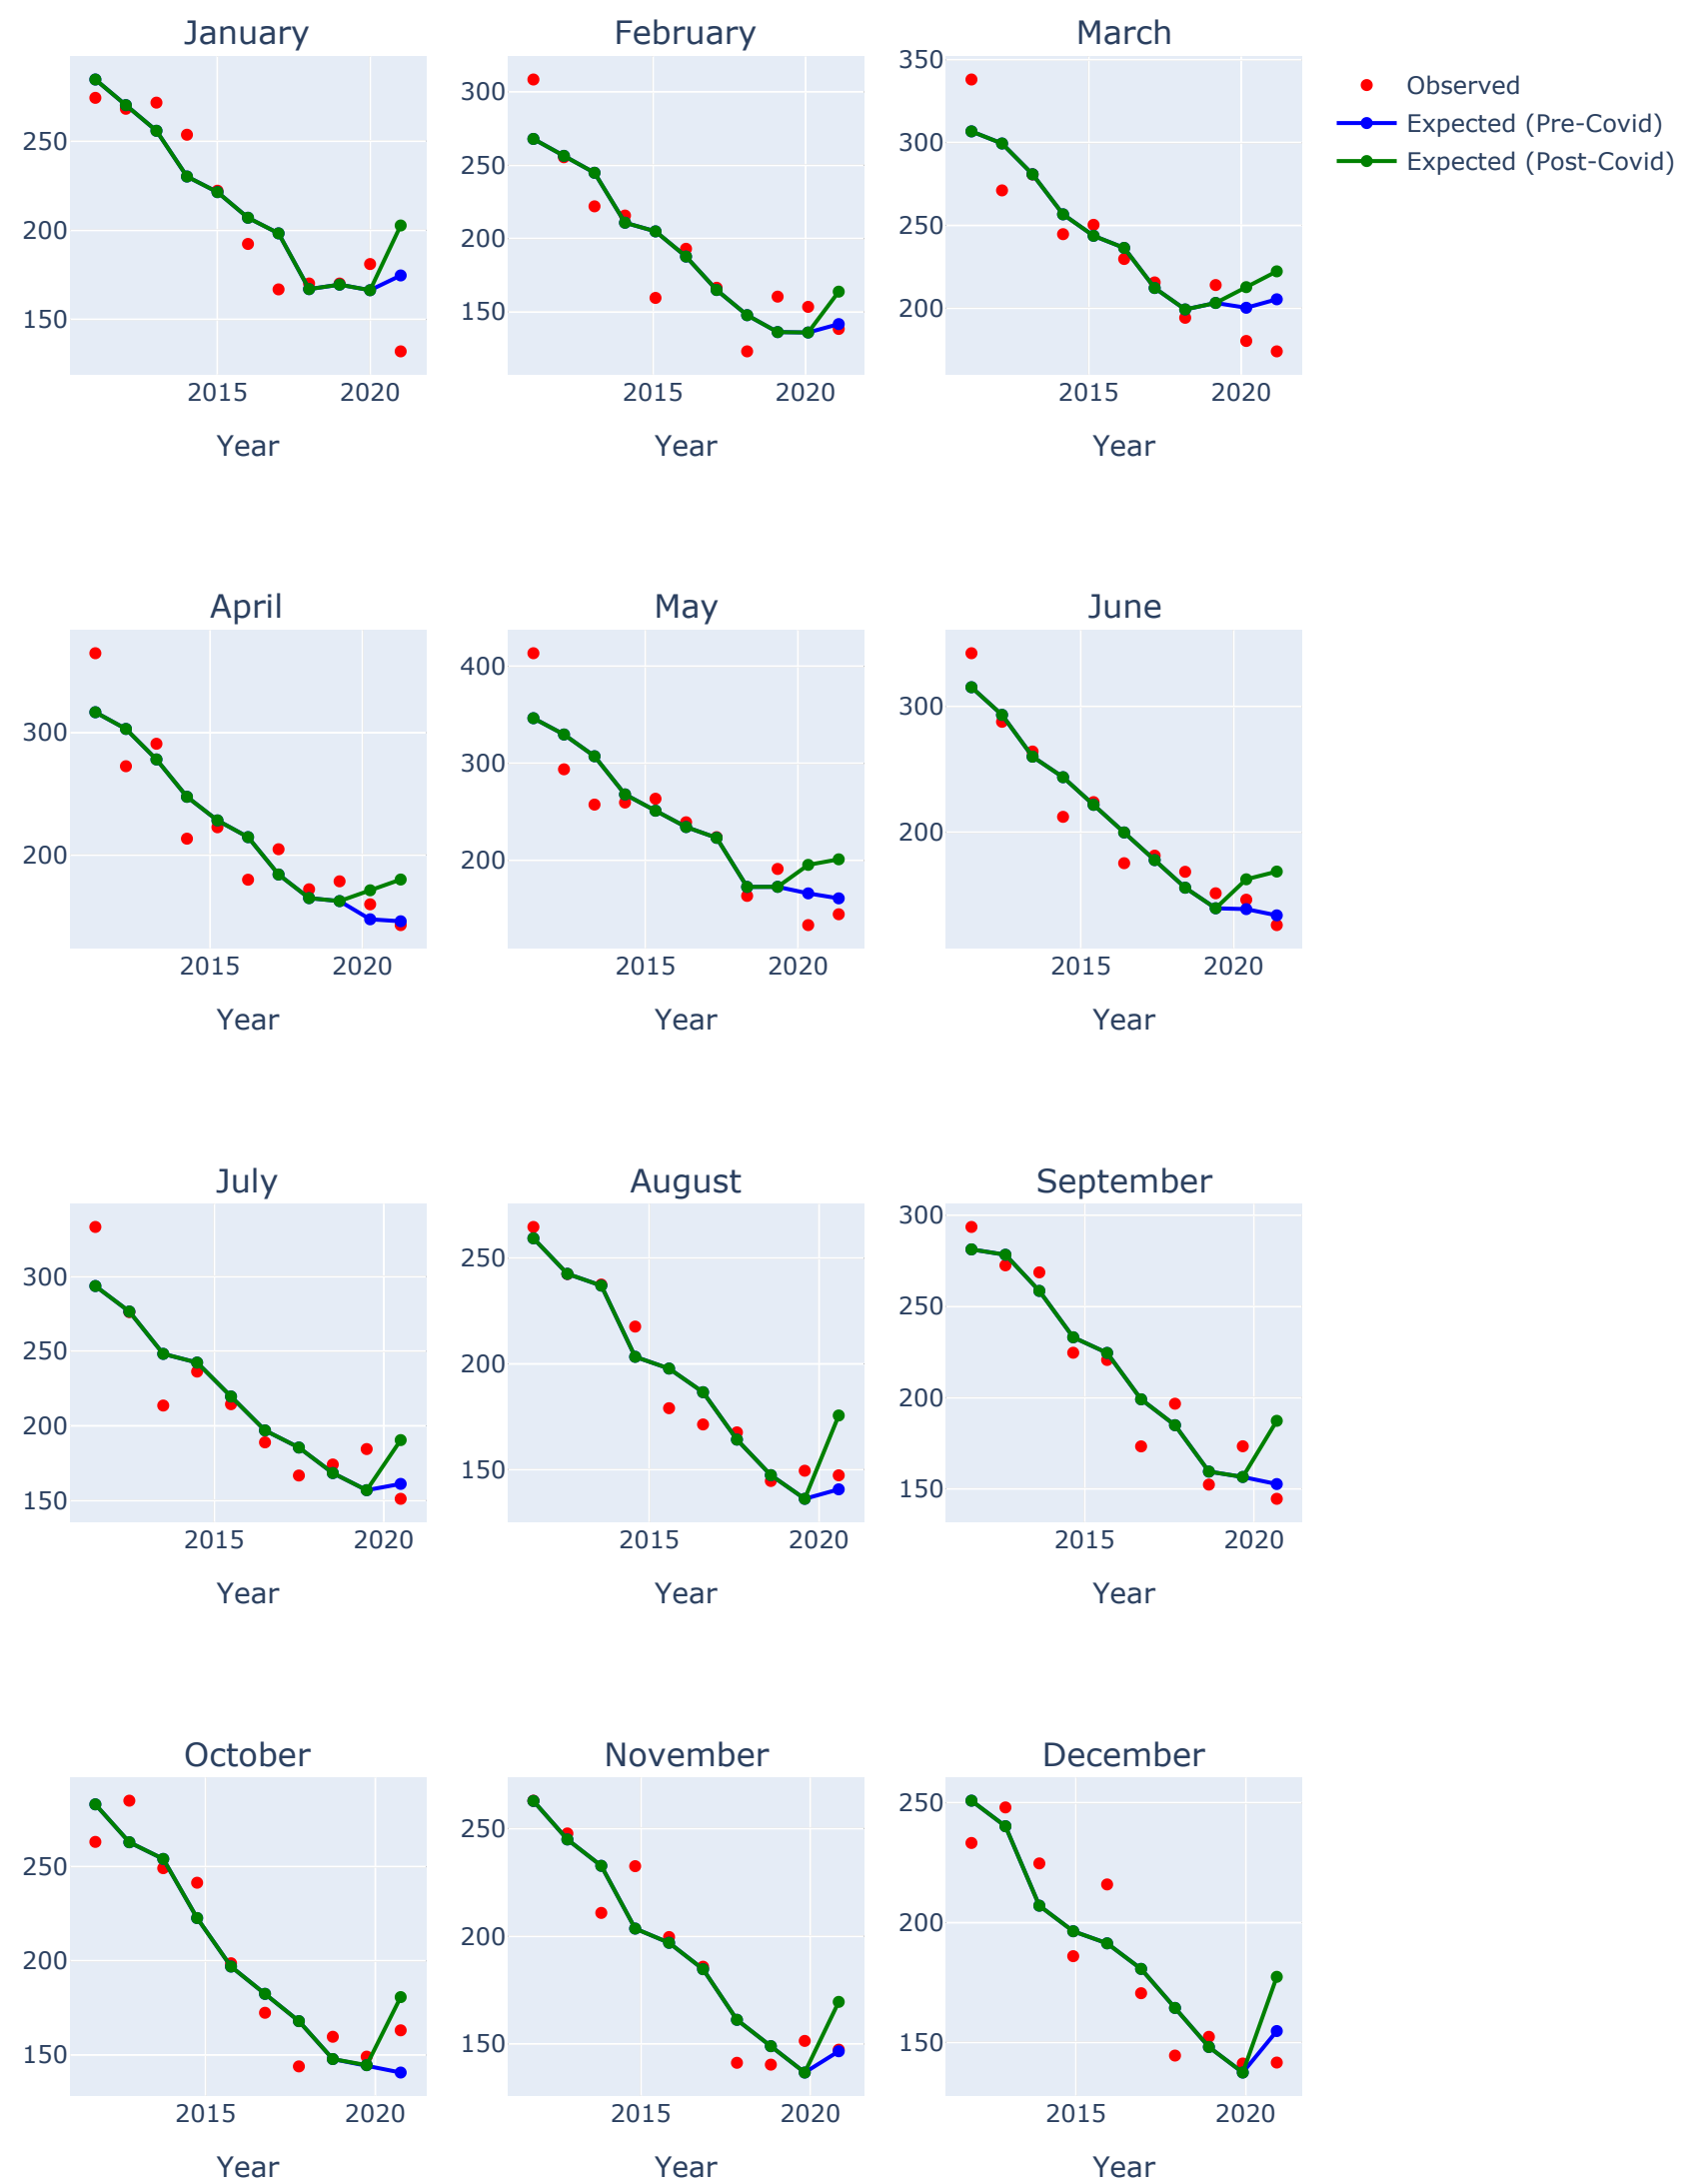 January
February
March
250
200
150
300
250
200
150
350
300
250
200
2015 2020
2015 2020
2015 2020
Year
Year
Year
Observed
Expected (Pre-Covid)
Expected (Post-Covid)
April
May
June
300
200
400
300
200
300
200
2015 2020
2015 2020
2015 2020
Year
Year
Year
July
August
September
300
250
200
150
250
200
150
300
250
200
150
2015 2020
2015 2020
2015 2020
Year
Year
Year
October
November
December
250
200
150
250
200
150
250
200
150
2015 2020
2015 2020
2015 2020
Year
Year
Year